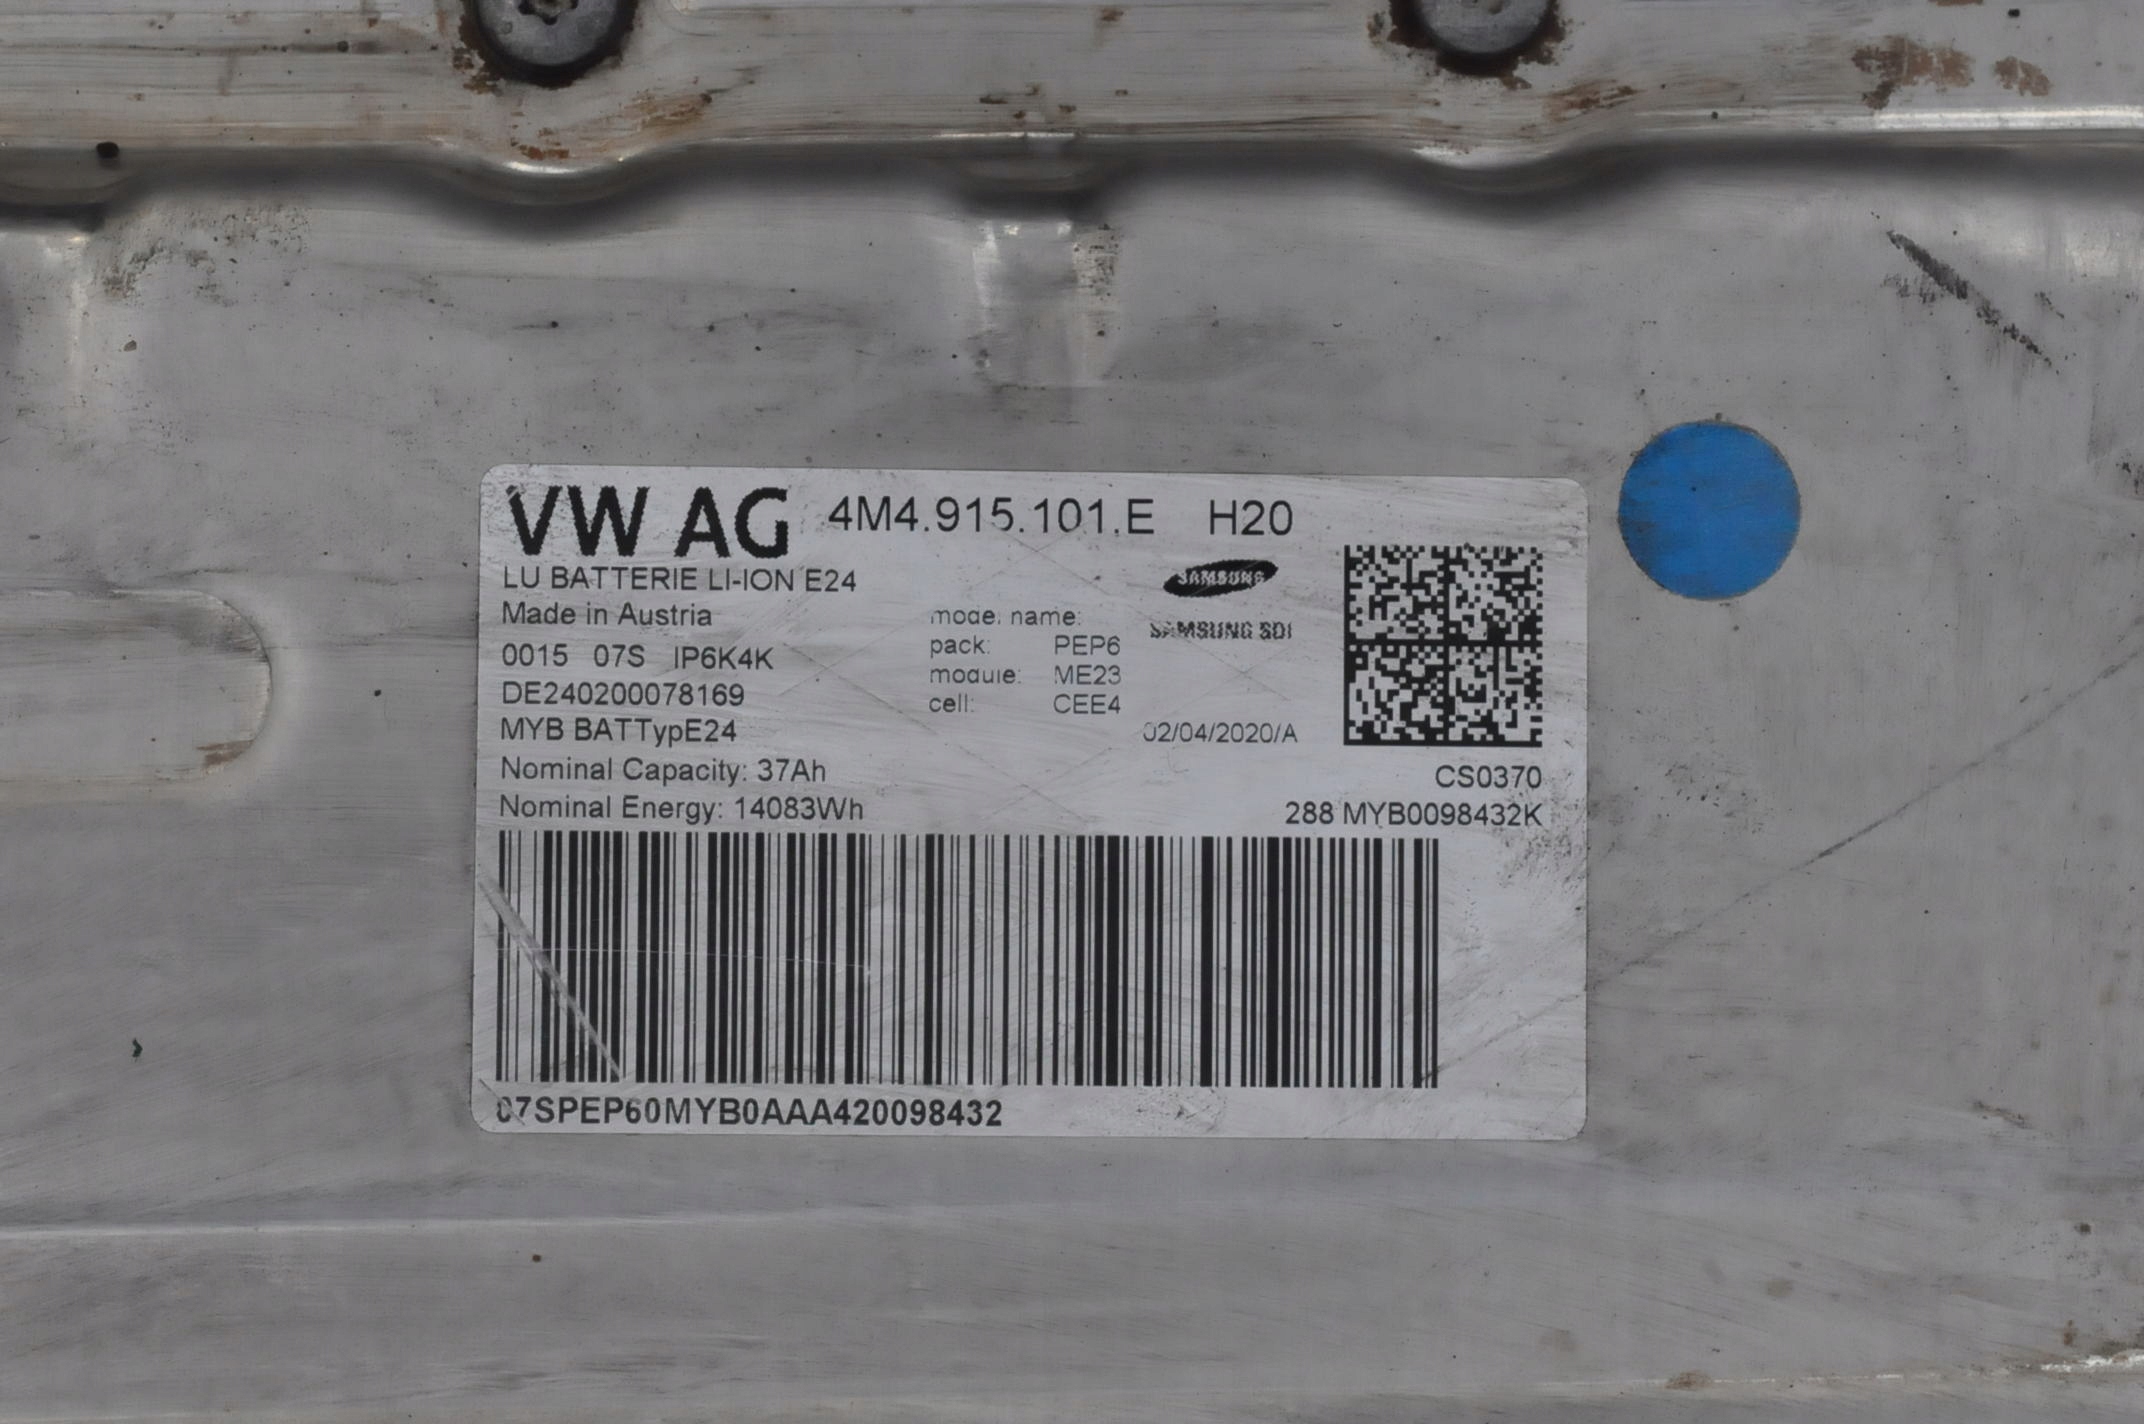 VW AG 4M4.915.101.E H20
LU BATTERIE LI-ION E24
Made in Austria
0015 07S IP6K4K
DE240200078169
MYB BATTypE24
Nominal Capacity: 37Ah
Nominal Energy: 14083Wh
model name:
pack: PEP6
module: ME23
cell: CEE4
SAMSUNG
SAMSUNG SDI
02/04/2020/A
CS0370
288 MYB0098432K
07SPEP60MYB0AAA420098432